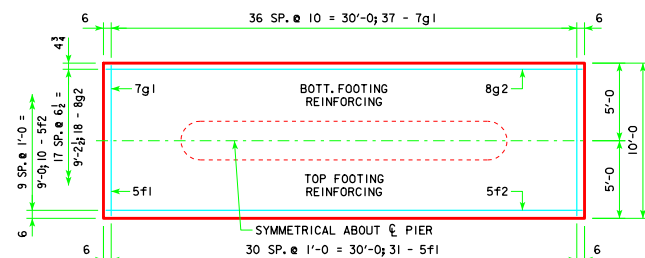 6
36 SP. @ 10 = 30'-0; 37 - 7g1
6
4 3/4
7g1
BOTT. FOOTING
REINFORCING
8g2
9 SP. @ 1'-0 =
9'-0; 10 - 5f2
17 SP. @ 6 1/2 =
9'-2 1/2; 18 - 8g2
5'-0
10'-0
5'-0
5f1
TOP FOOTING
REINFORCING
5f2
6
SYMMETRICAL ABOUT ℄ PIER
6
30 SP. @ 1'-0 = 30'-0; 31 - 5f1
6